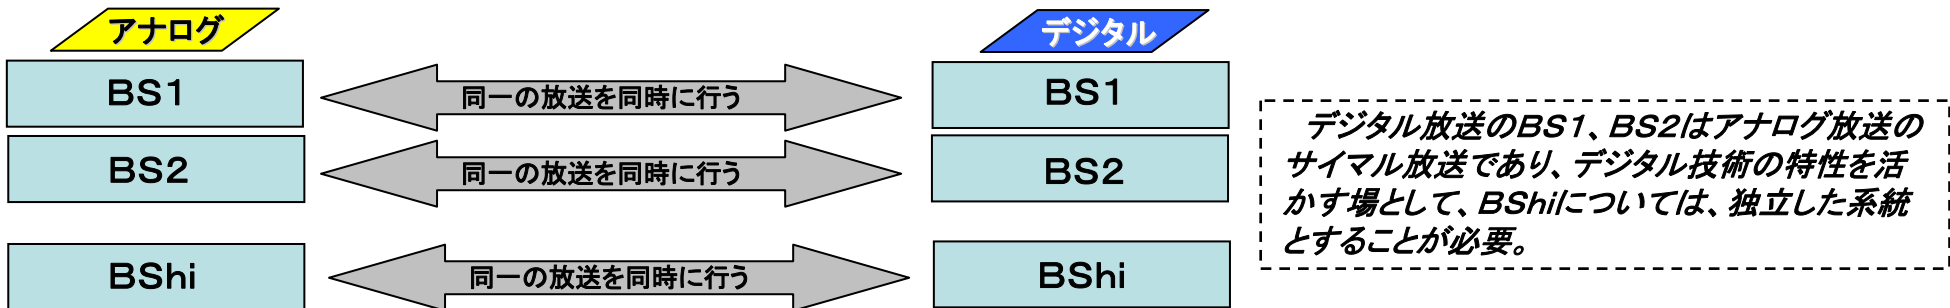 アナログ
デジタル
BS1
同一の放送を同時に行う
BS1
BS2
同一の放送を同時に行う
BS2
BShi
同一の放送を同時に行う
BShi
デジタル放送のBS1、BS2はアナログ放送の
サイマル放送であり、デジタル技術の特性を活
かす場として、BShiについては、独立した系統
とすることが必要。